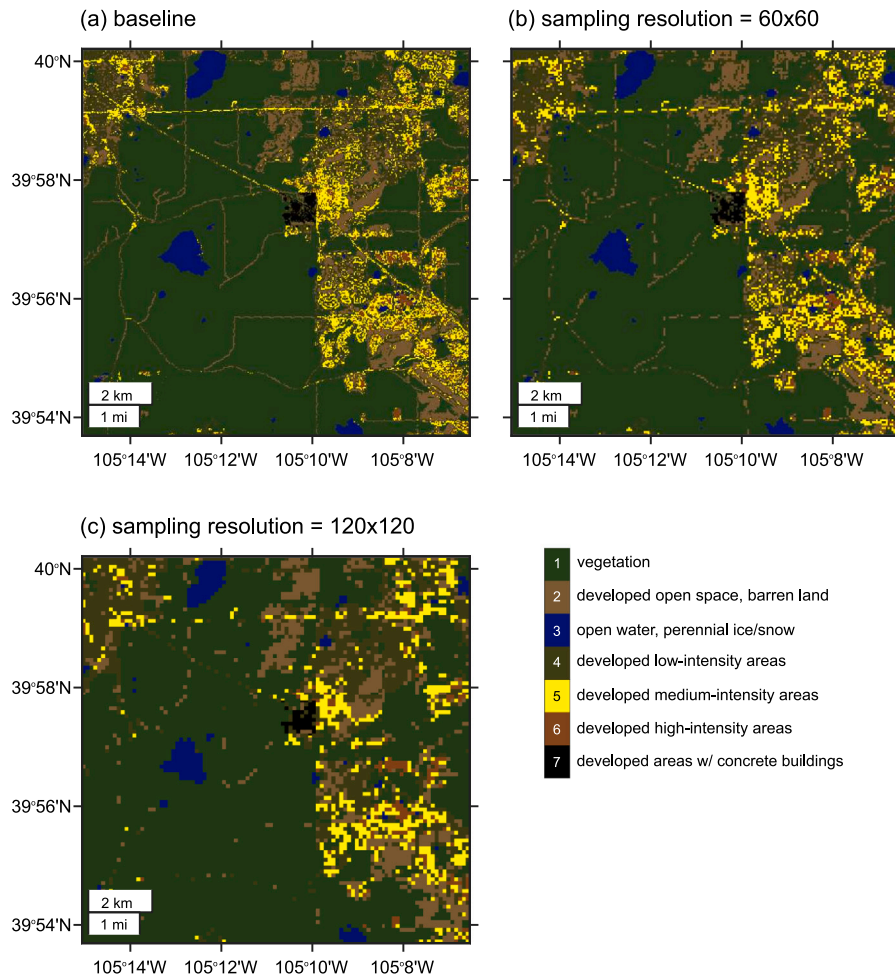 (a) baseline
(b) sampling resolution = 60x60
40°N
39°58'N
39°56'N
39°54'N
2 km
1 mi
105°14'W
105°12'W
105°10'W
105°8'W
40°N
39°58'N
39°56'N
39°54'N
2 km
1 mi
105°14'W
105°12'W
105°10'W
105°8'W
(c) sampling resolution = 120x120
40°N
39°58'N
39°56'N
39°54'N
2 km
1 mi
105°14'W
105°12'W
105°10'W
105°8'W
1 vegetation
2 developed open space, barren land
3 open water, perennial ice/snow
4 developed low-intensity areas
5 developed medium-intensity areas
6 developed high-intensity areas
7 developed areas w/ concrete buildings